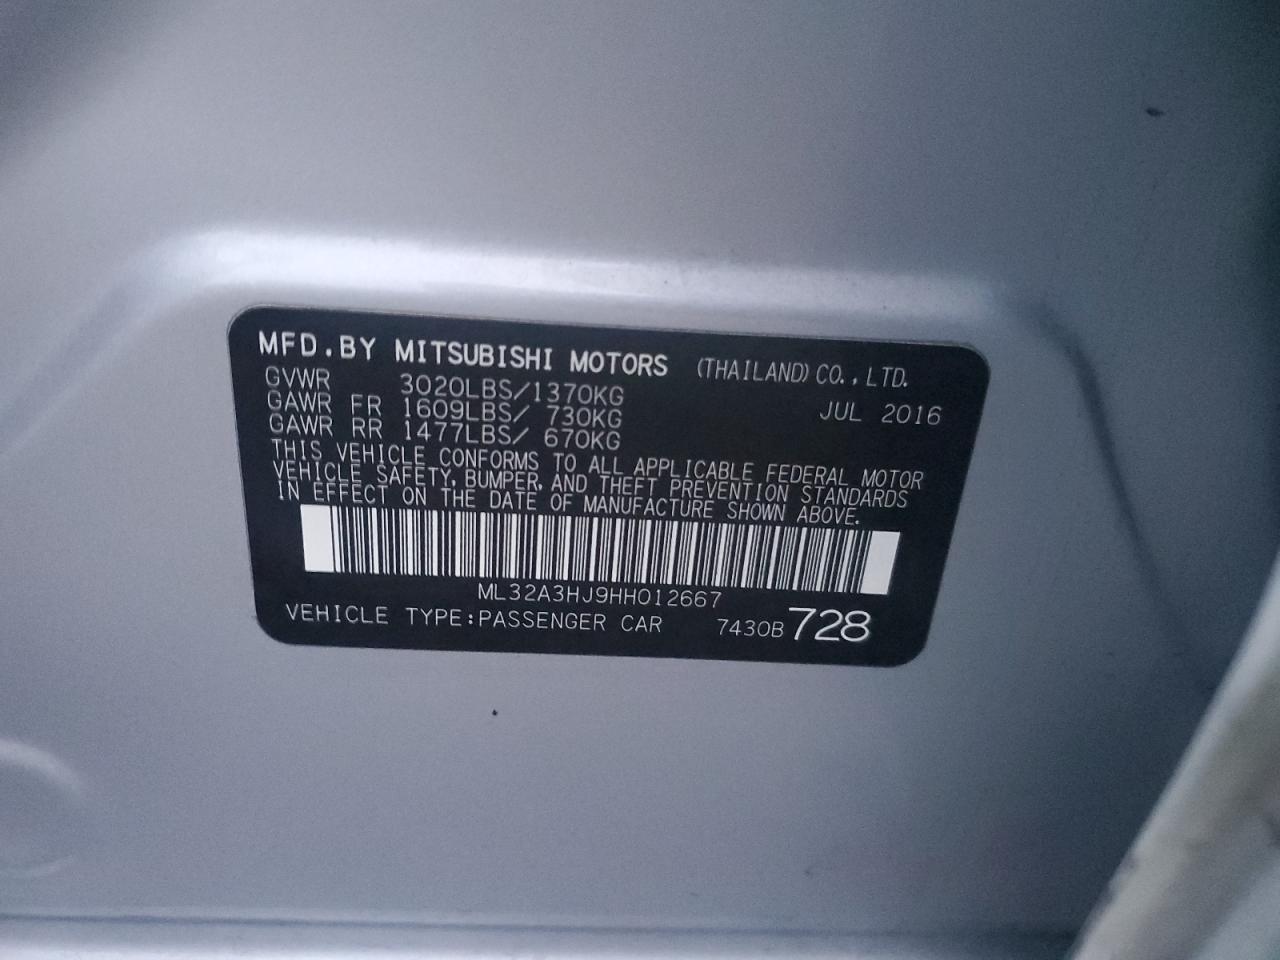 MFD.BY MITSUBISHI MOTORS (THAILAND) CO.,LTD.
GVWR 3020LBS/1370KG JUL 2016
GAWR FR 1609LBS/ 730KG
GAWR RR 1477LBS/ 670KG
THIS VEHICLE CONFORMS TO ALL APPLICABLE FEDERAL MOTOR
VEHICLE SAFETY, BUMPER, AND THEFT PREVENTION STANDARDS
IN EFFECT ON THE DATE OF MANUFACTURE SHOWN ABOVE.
ML32A3HJ9HH012667
VEHICLE TYPE:PASSENGER CAR 7430B 728